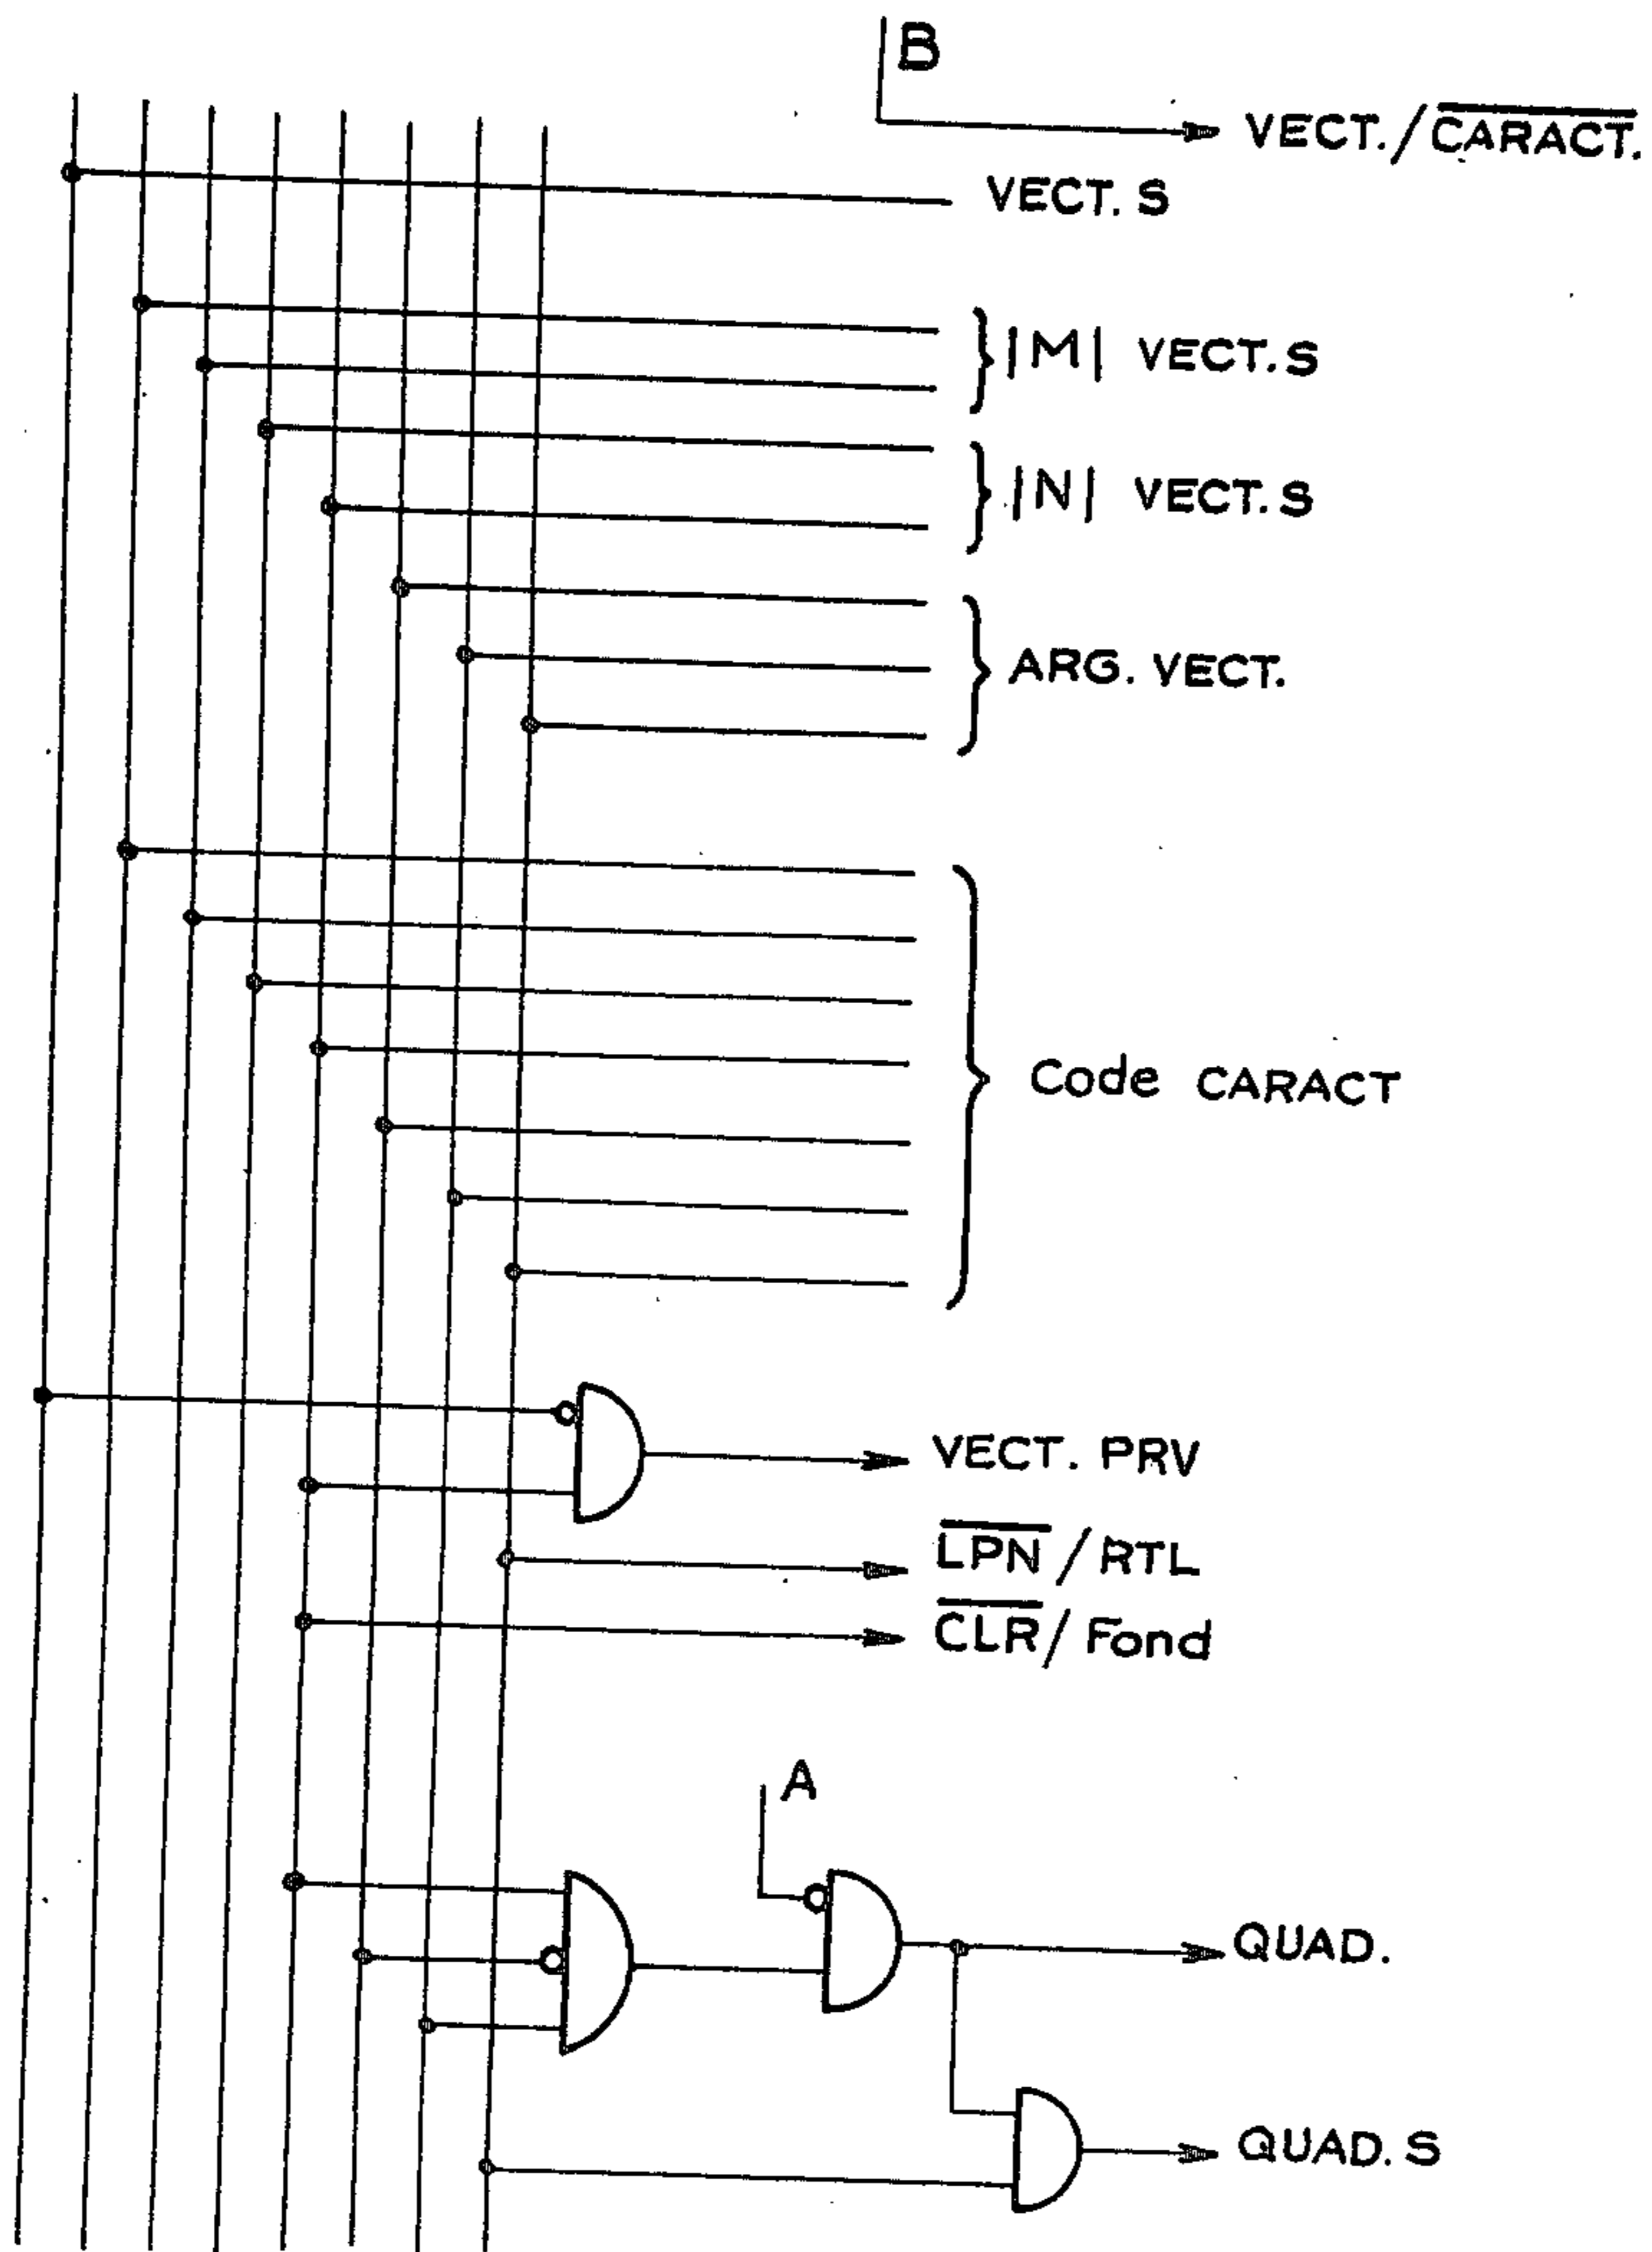 B
VECT./CARACT.
VECT. S
|M| VECT. S
|N| VECT. S
ARG. VECT.
Code CARACT
VECT. PRV
LPN/RTL
CLR/Fond
A
QUAD.
QUAD. S